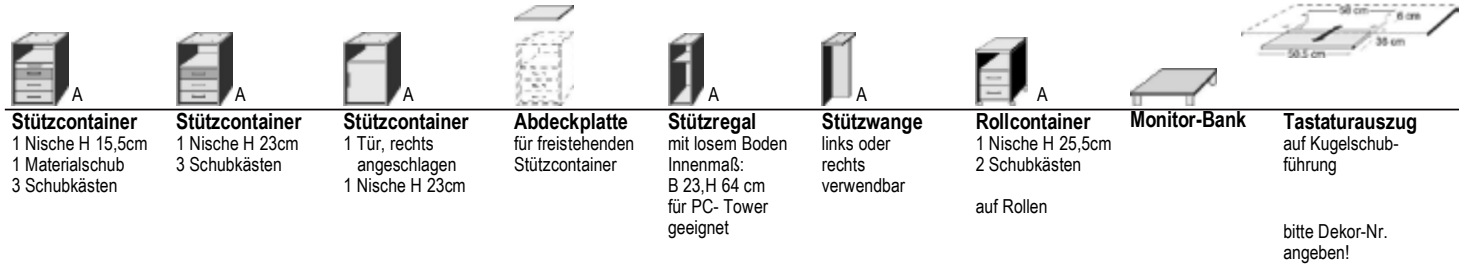 58 cm
6 cm
38 cm
50.5 cm
A
A
A
A
A
A
Stützcontainer
1 Nische H 15,5cm
1 Materialschub
3 Schubkästen
Stützcontainer
1 Nische H 23cm
3 Schubkästen
Stützcontainer
1 Tür, rechts
angeschlagen
1 Nische H 23cm
Abdeckplatte
für freistehenden
Stützcontainer
Stützregal
mit losem Boden
Innenmaß:
B 23,H 64 cm
für PC- Tower
geeignet
Stützwange
links oder
rechts
verwendbar
Rollcontainer
1 Nische H 25,5cm
2 Schubkästen
auf Rollen
Monitor-Bank
Tastaturauszug
auf Kugelschub-
führung
bitte Dekor-Nr.
angeben!